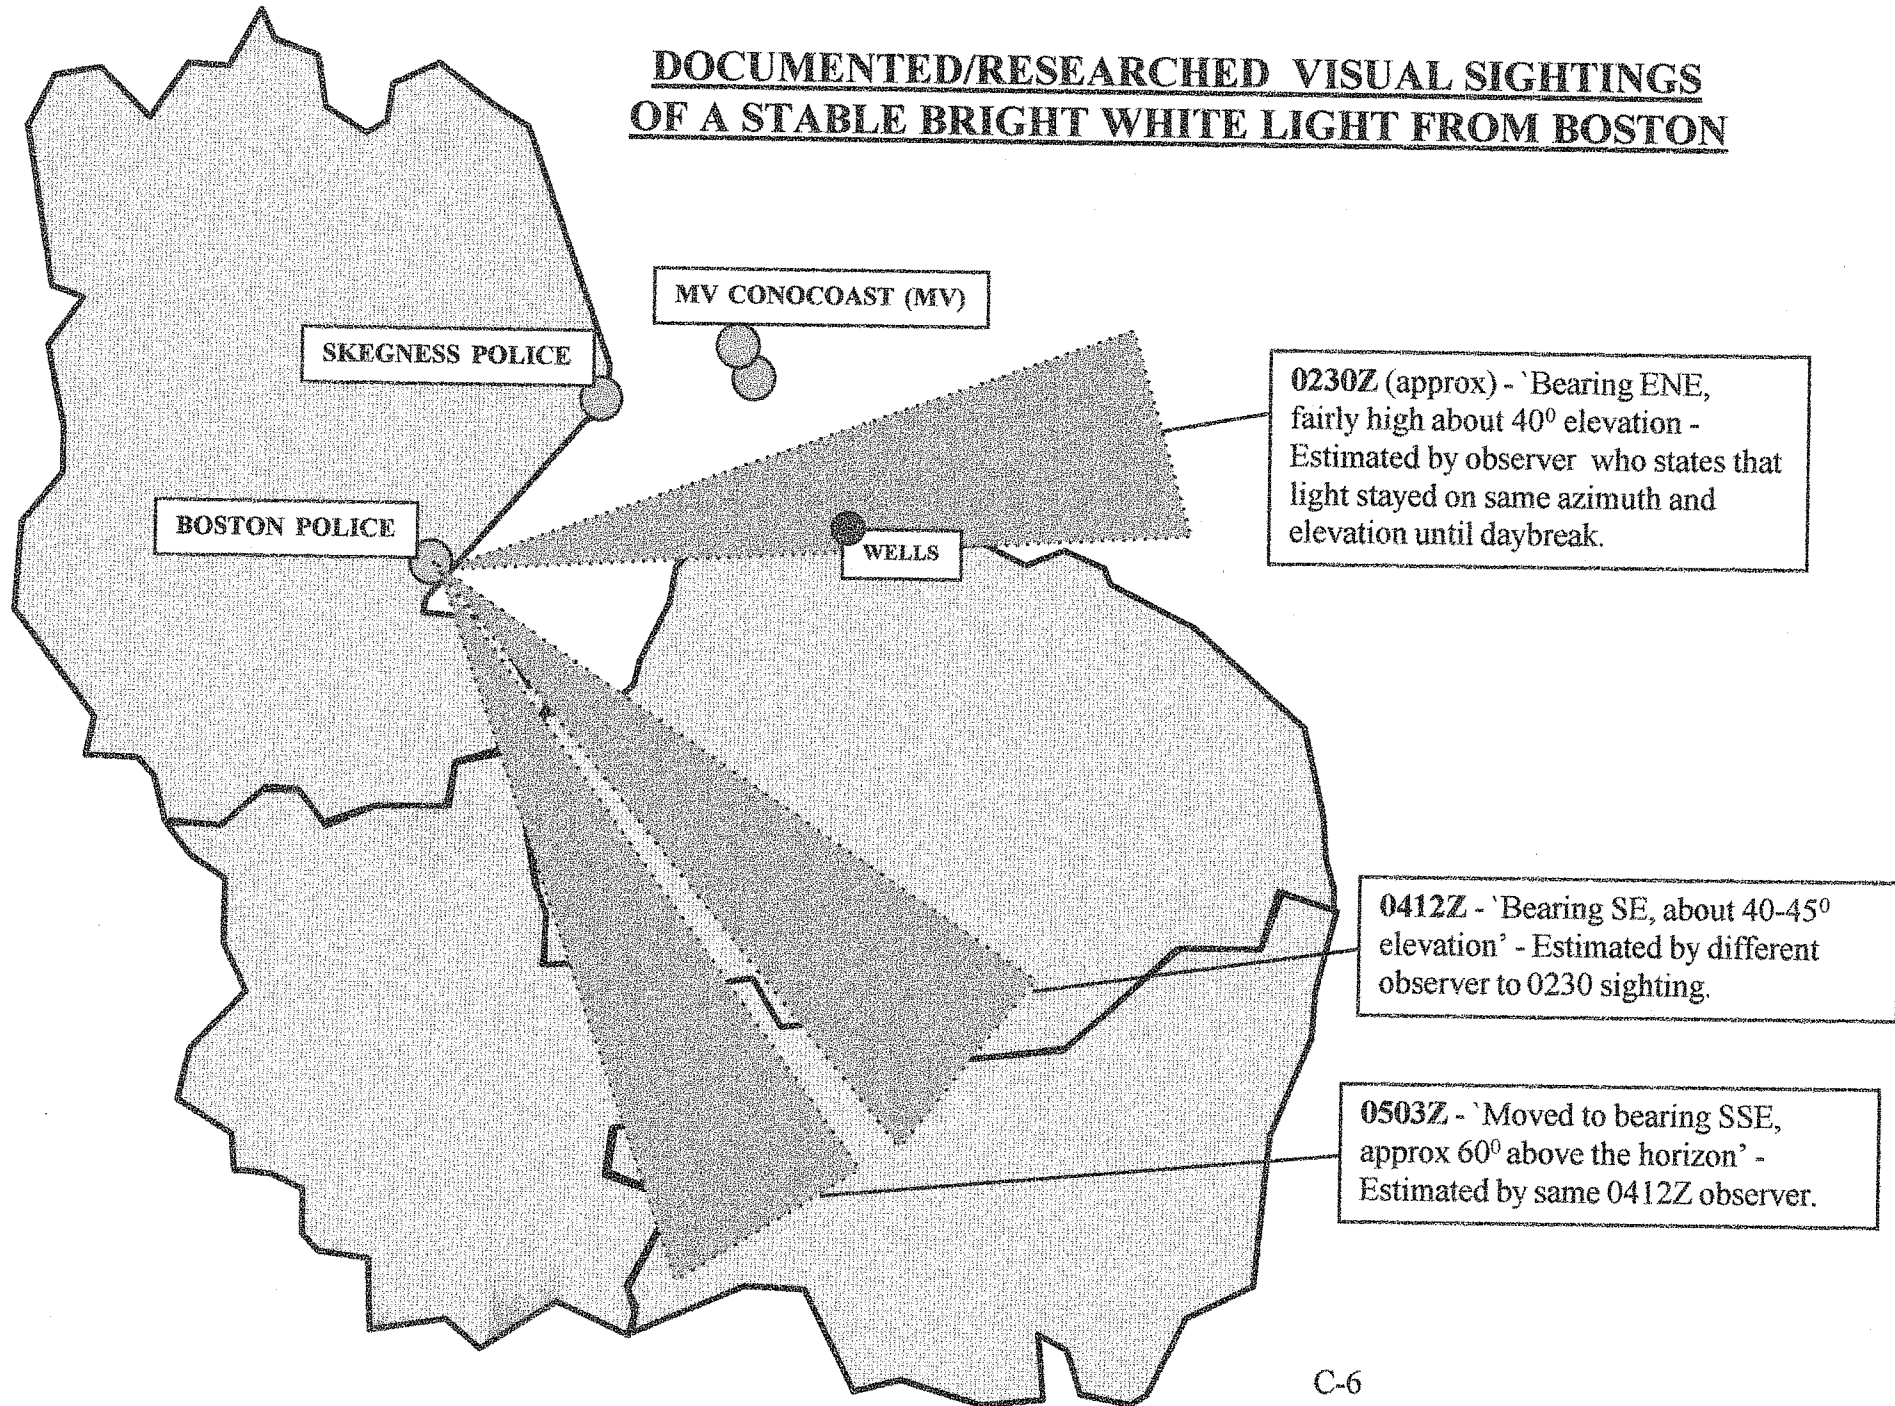 DOCUMENTED/RESEARCHED VISUAL SIGHTINGS
OF A STABLE BRIGHT WHITE LIGHT FROM BOSTON
MV CONOCOAST (MV)
SKEGNESS POLICE
BOSTON POLICE
WELLS
0230Z (approx) - `Bearing ENE,
fairly high about 40⁰ elevation -
Estimated by observer who states that
light stayed on same azimuth and
elevation until daybreak.
0412Z - `Bearing SE, about 40-45⁰
elevation’ - Estimated by different
observer to 0230 sighting.
0503Z - `Moved to bearing SSE,
approx 60⁰ above the horizon’ -
Estimated by same 0412Z observer.
C-6